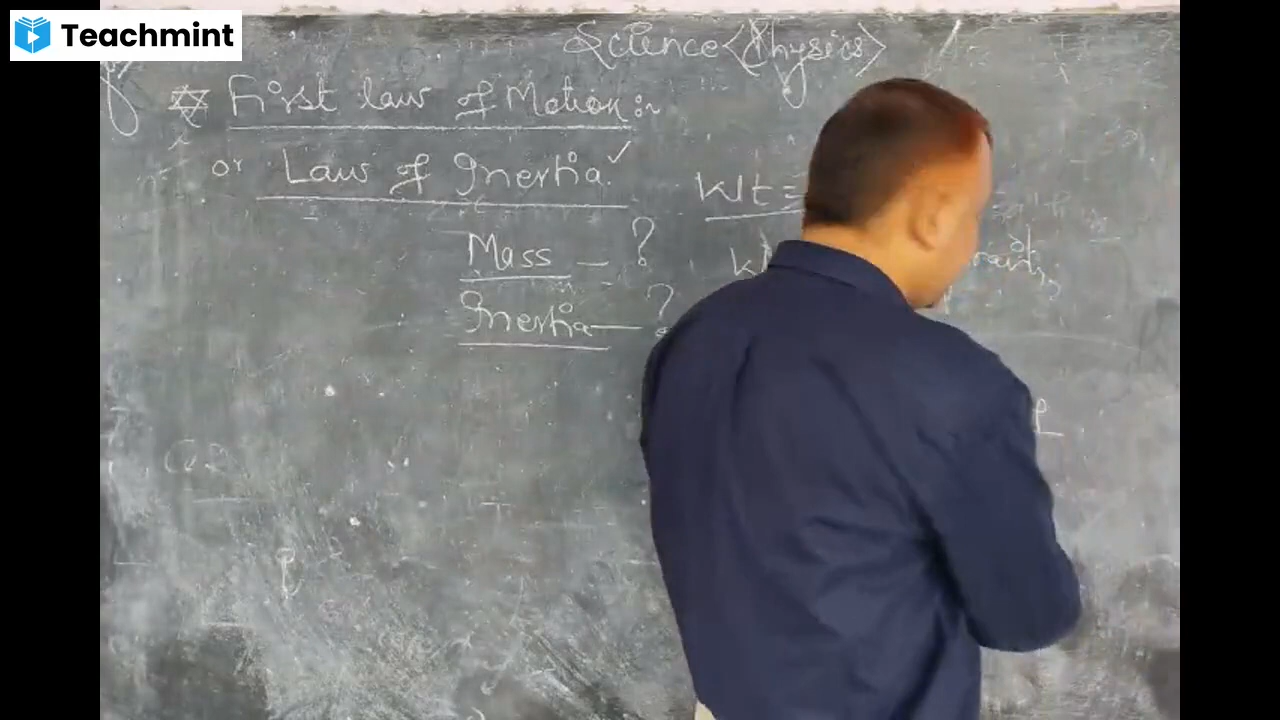 Teachmint
Science <Physics>
First law of Motion:~
or Law of Inertia ✓
Wt =
Mass — ?
Inertia — ?